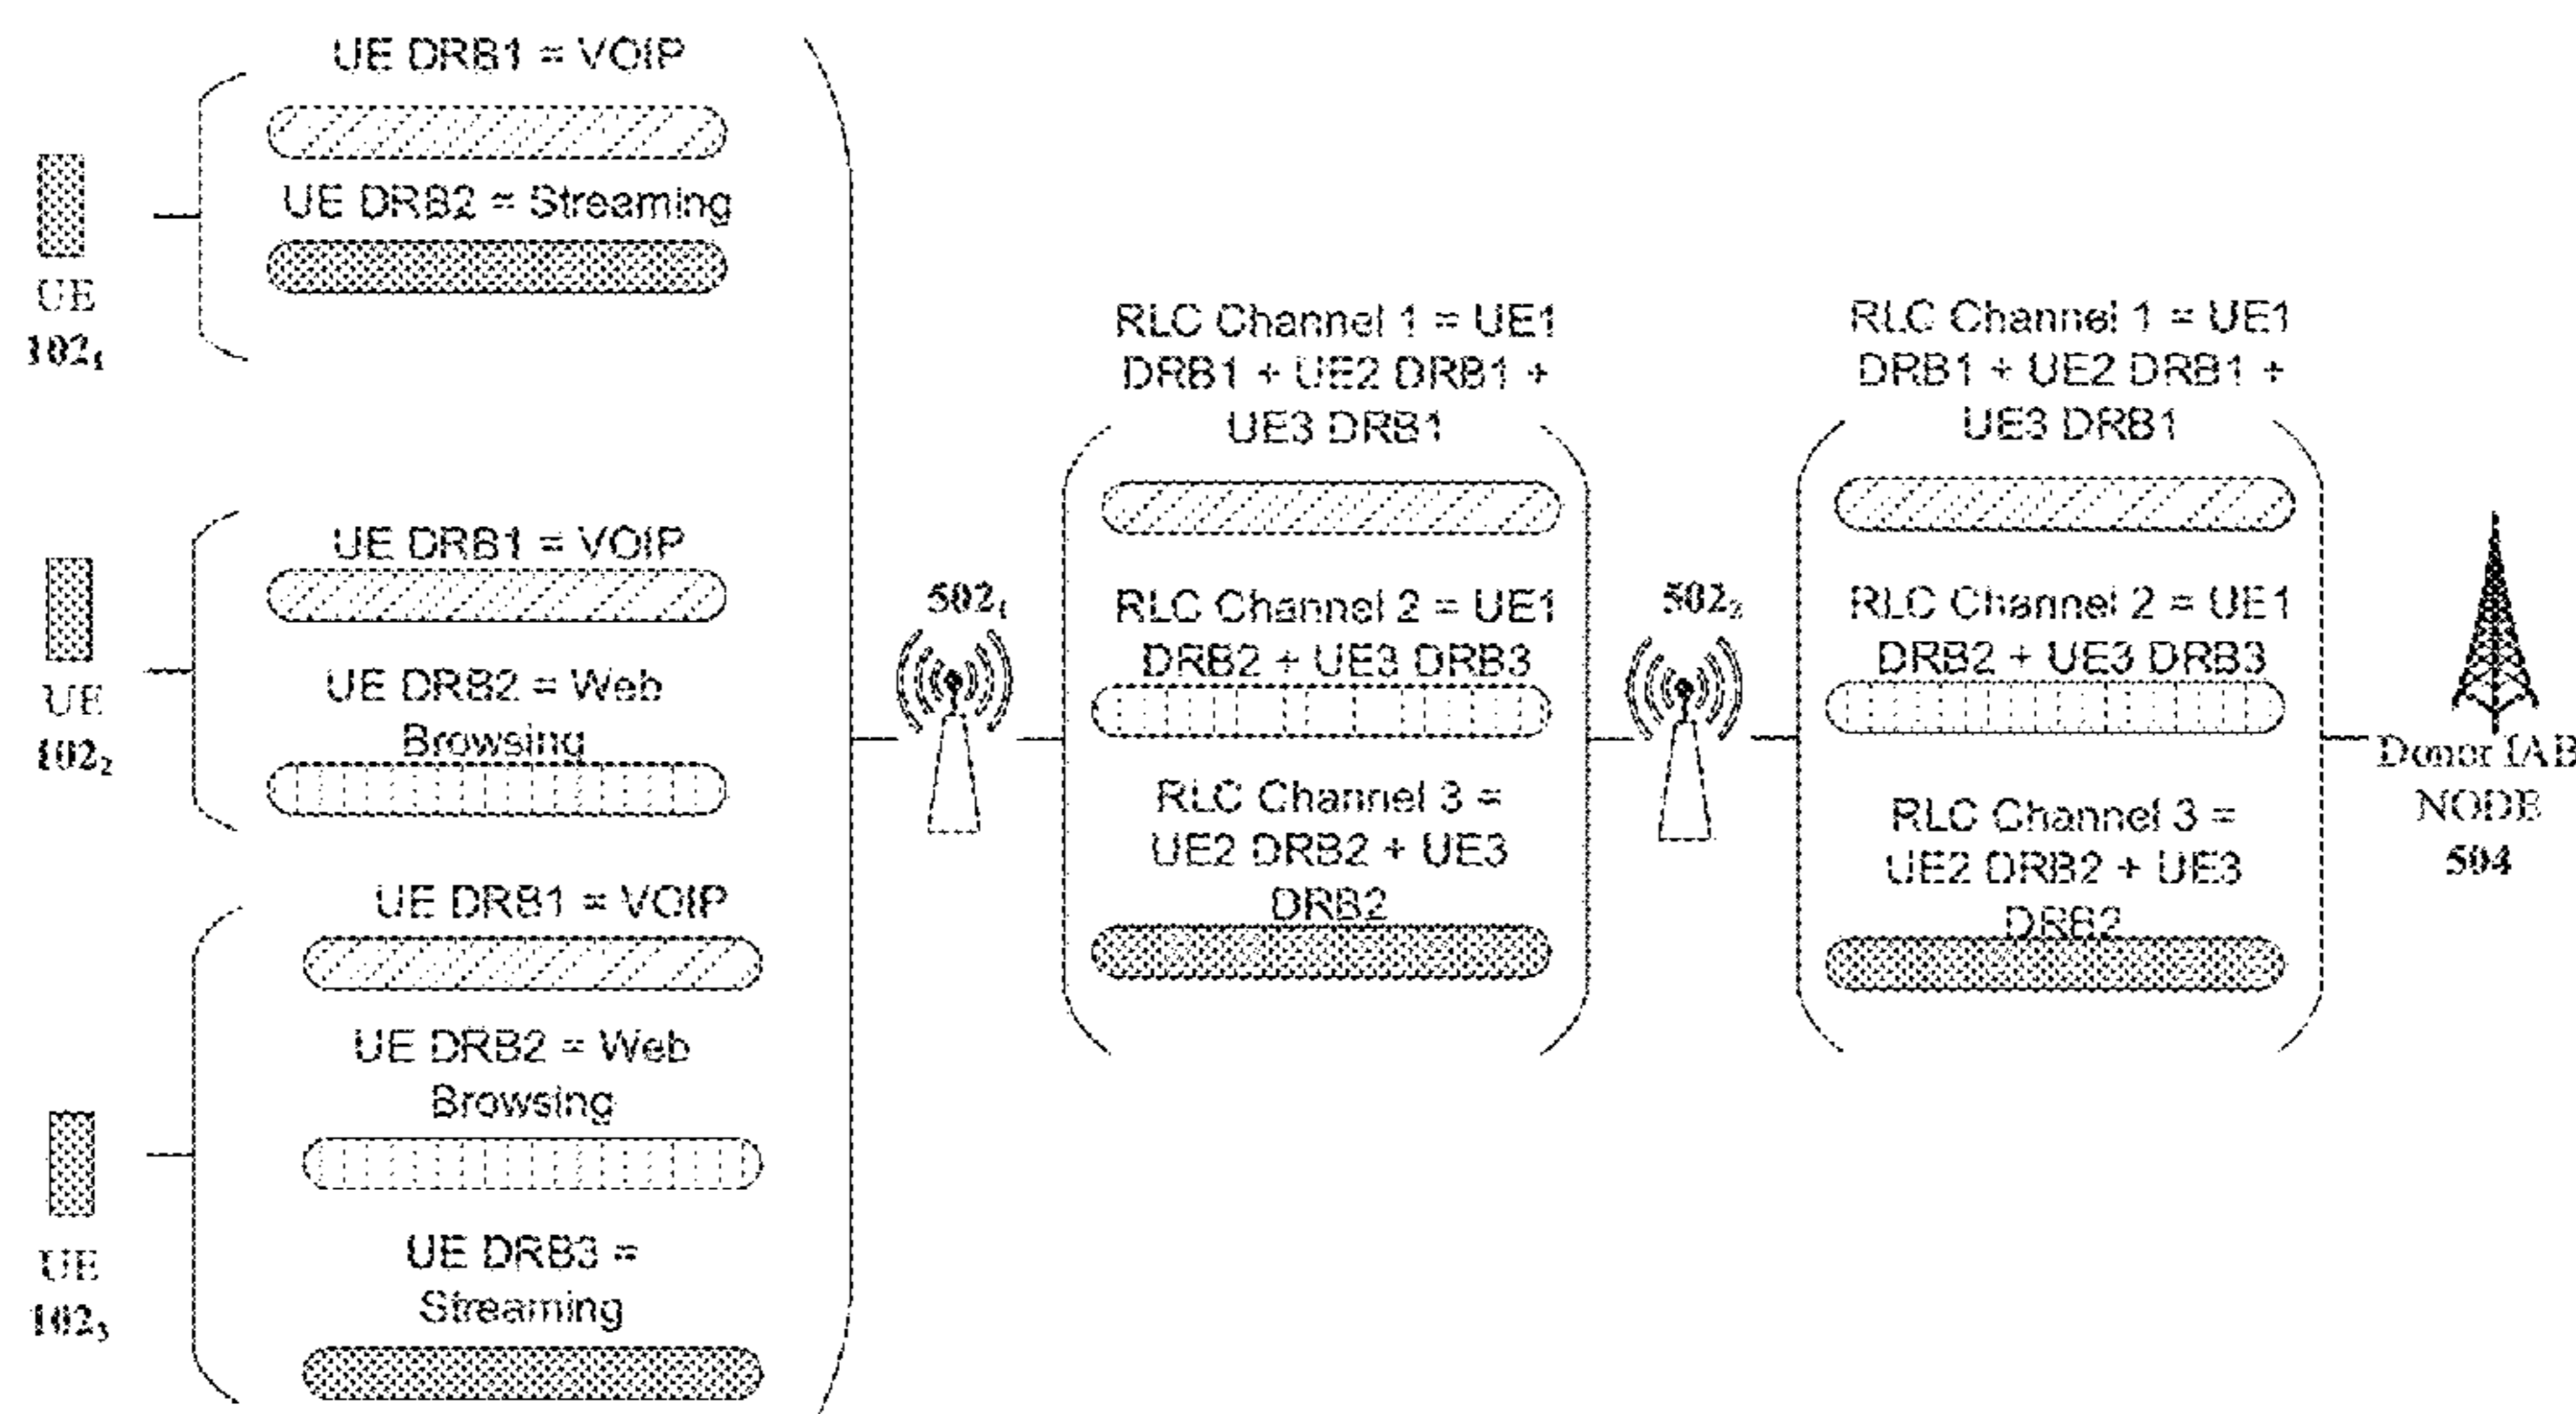 UE DRB1 = VOIP
UE DRB2 = Streaming
UE
102₁
UE DRB1 = VOIP
UE DRB2 = Web
Browsing
UE
102₂
UE DRB1 = VOIP
UE DRB2 = Web
Browsing
UE DRB3 =
Streaming
UE
102₃
502₁
RLC Channel 1 = UE1
DRB1 + UE2 DRB1 +
UE3 DRB1
RLC Channel 2 = UE1
DRB2 + UE3 DRB3
RLC Channel 3 =
UE2 DRB2 + UE3
DRB2
502₂
RLC Channel 1 = UE1
DRB1 + UE2 DRB1 +
UE3 DRB1
RLC Channel 2 = UE1
DRB2 + UE3 DRB3
RLC Channel 3 =
UE2 DRB2 + UE3
DRB2
Donor IAB
NODE
504